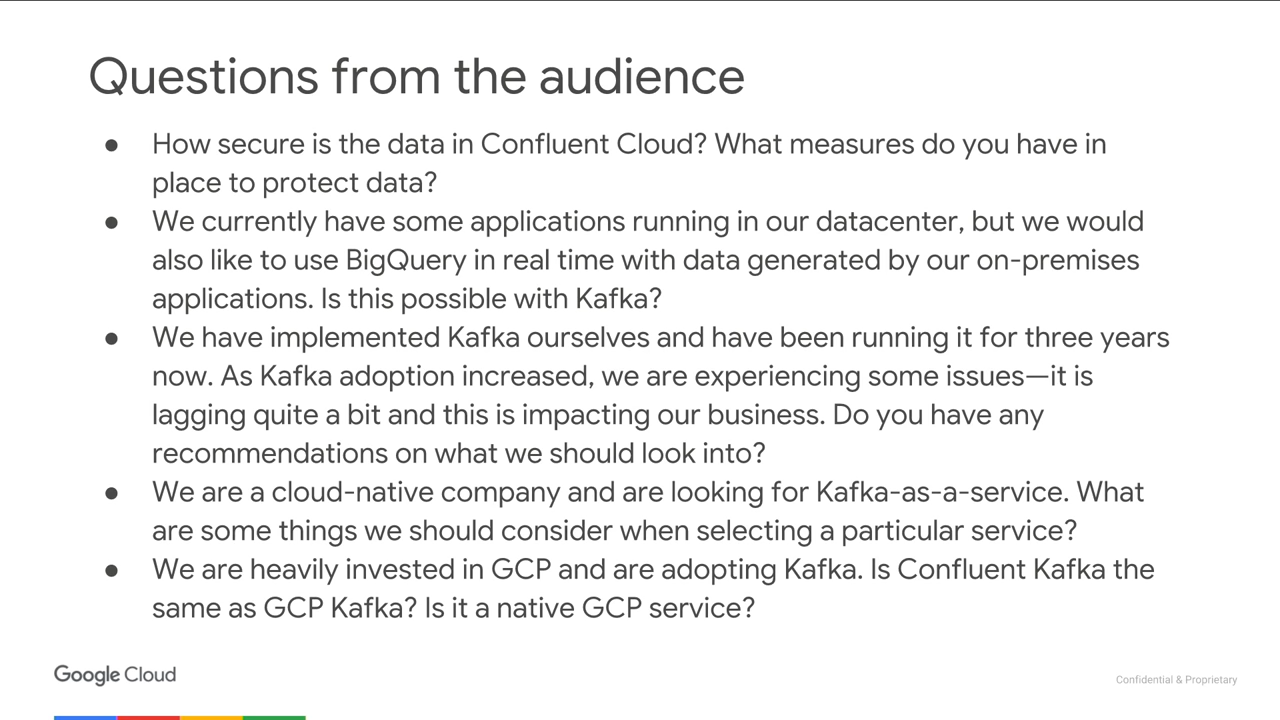 Questions from the audience
● How secure is the data in Confluent Cloud? What measures do you have in
place to protect data?
● We currently have some applications running in our datacenter, but we would
also like to use BigQuery in real time with data generated by our on-premises
applications. Is this possible with Kafka?
● We have implemented Kafka ourselves and have been running it for three years
now. As Kafka adoption increased, we are experiencing some issues—it is
lagging quite a bit and this is impacting our business. Do you have any
recommendations on what we should look into?
● We are a cloud-native company and are looking for Kafka-as-a-service. What
are some things we should consider when selecting a particular service?
● We are heavily invested in GCP and are adopting Kafka. Is Confluent Kafka the
same as GCP Kafka? Is it a native GCP service?
Google Cloud
Confidential & Proprietary